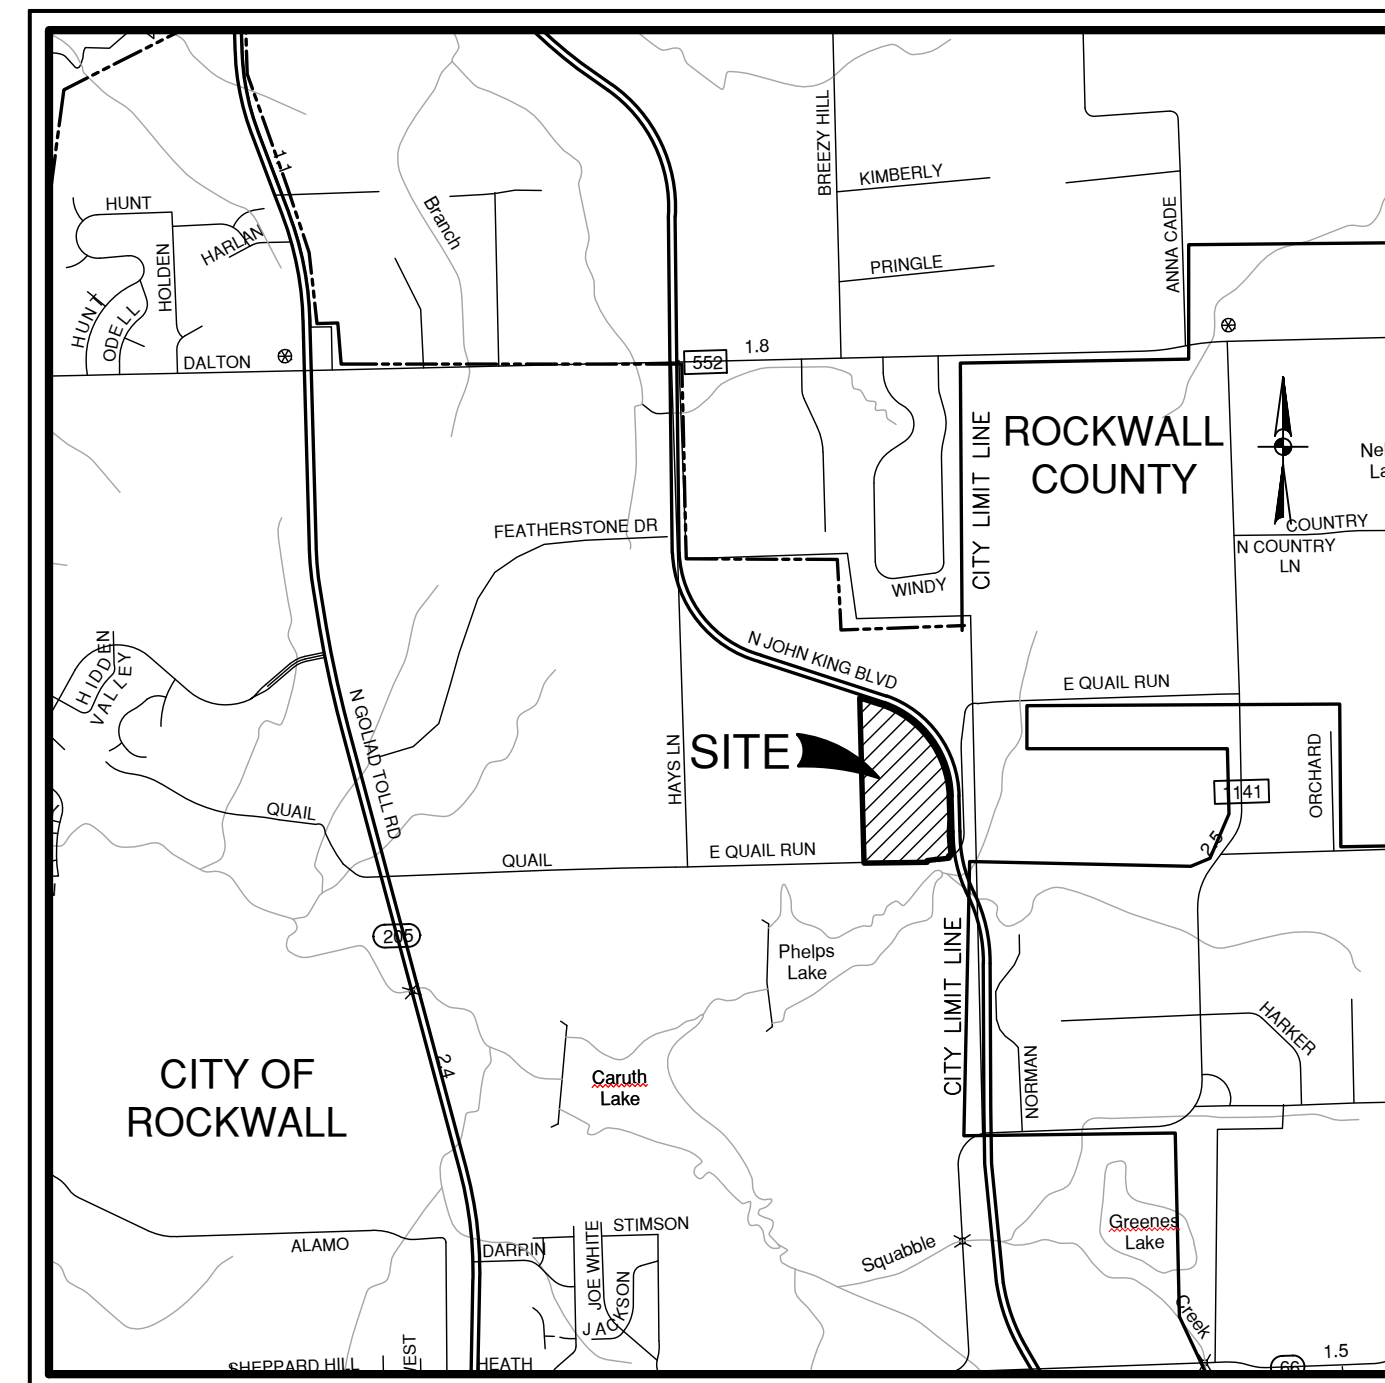 1.1
BREEZY HILL
KIMBERLY
HUNT
Branch
HARLAN
HOLDEN
ANNA CADE
PRINGLE
HUNT
ODELL
DALTON
552
1.8
CITY LIMIT LINE
ROCKWALL
COUNTY
FEATHERSTONE DR
COUNTRY
N COUNTRY
LN
WINDY
HIDDEN
VALLEY
N JOHN KING BLVD
E QUAIL RUN
N GOLIAD TOLL RD
HAYS LN
SITE
ORCHARD
1141
QUAIL
2.5
QUAIL
E QUAIL RUN
205
Phelps
Lake
CITY LIMIT LINE
HARKER
2.4
CITY OF
ROCKWALL
Caruth
Lake
NORMAN
Greenes
Lake
ALAMO
DARRIN
JOE WHITE
STIMSON
JACKSON
Squabble
Creek
SHEPPARD HILL
HEATH
66
1.5